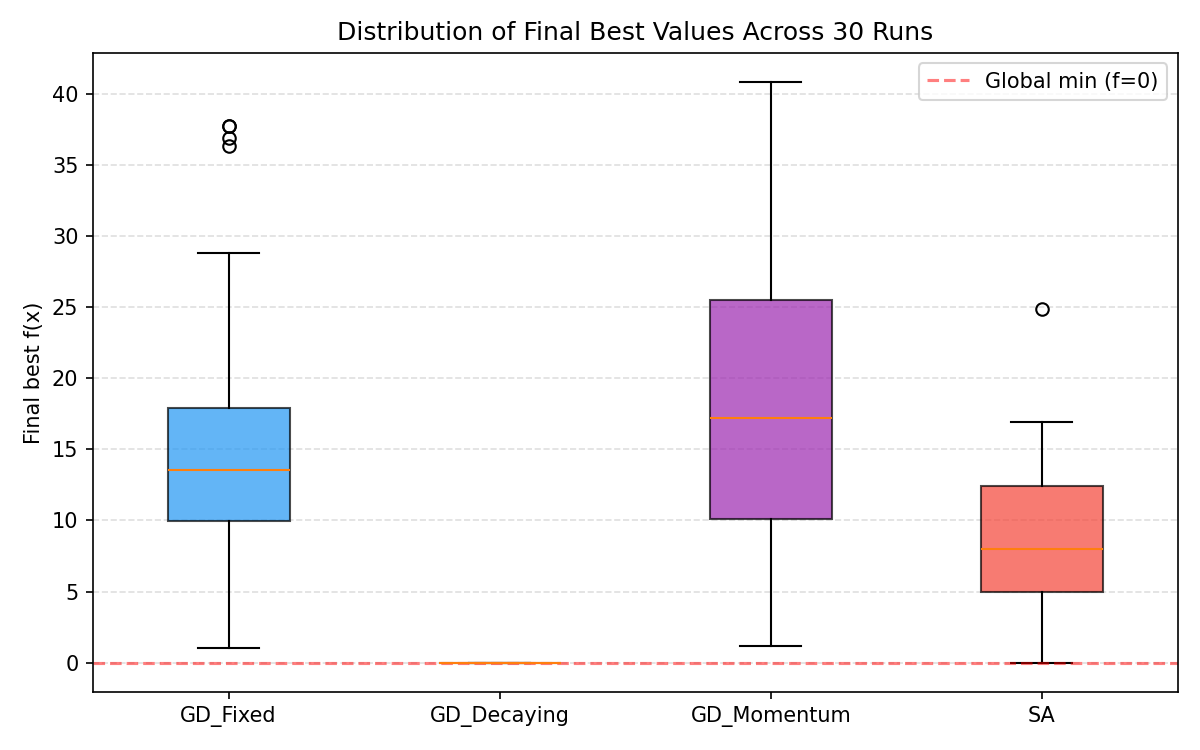 Distribution of Final Best Values Across 30 Runs
Global min (f=0)
Final best f(x)
40
35
30
25
20
15
10
5
0
GD_Fixed
GD_Decaying
GD_Momentum
SA